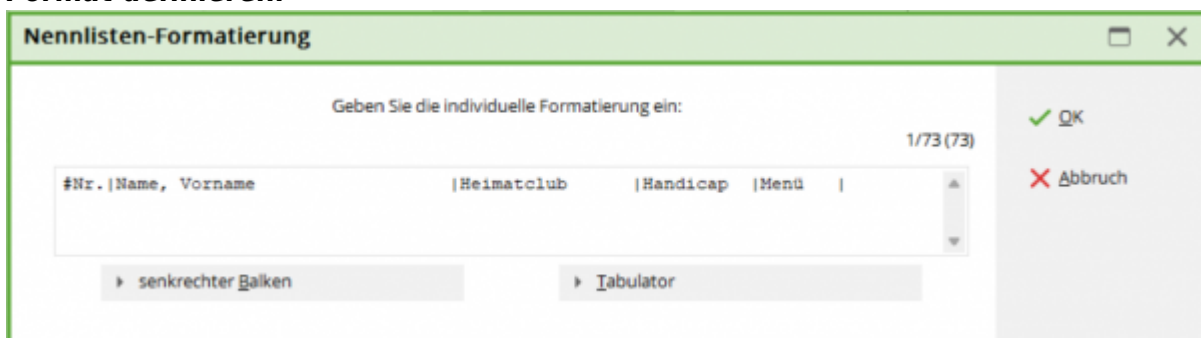 Format definieren:
Nennlisten-Formatierung
Geben Sie die individuelle Formatierung ein:
1/73 (73)
#Nr.|Name, Vorname |Heimatclub |Handicap |Menü |
senkrechter Balken
Tabulator
OK
Abbruch